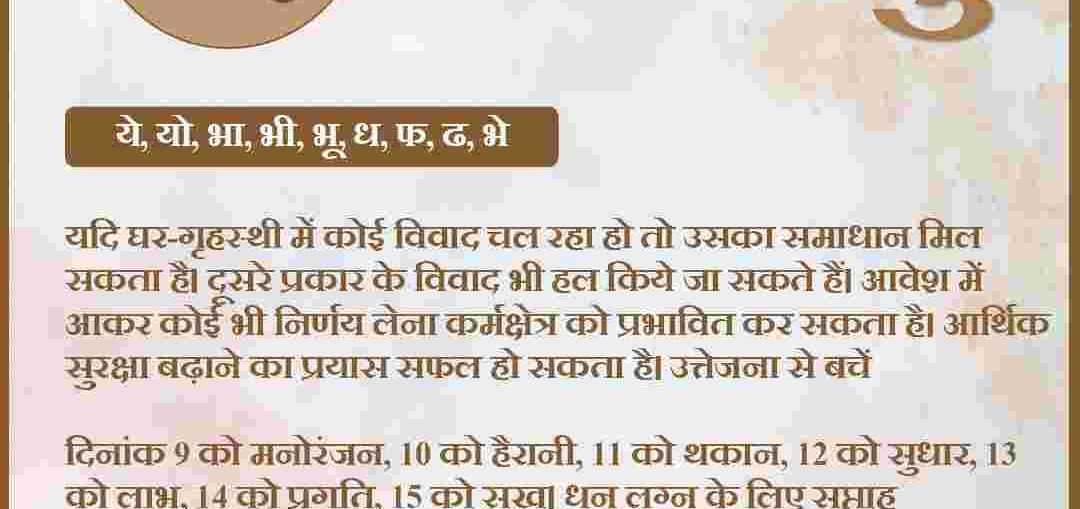 ये, यो, भा, भी, भू, ध, फ, ढ, भे
यदि घर-गृहस्थी में कोई विवाद चल रहा हो तो उसका समाधान मिल
सकता है। दूसरे प्रकार के विवाद भी हल किये जा सकते हैं। आवेश में
आकर कोई भी निर्णय लेना कर्मक्षेत्र को प्रभावित कर सकता है। आर्थिक
सुरक्षा बढ़ाने का प्रयास सफल हो सकता है। उत्तेजना से बचें
दिनांक 9 को मनोरंजन, 10 को हैरानी, 11 को थकान, 12 को सुधार, 13
को लाभ, 14 को प्रगति, 15 को सुख। धनु लग्न के लिए सप्ताह